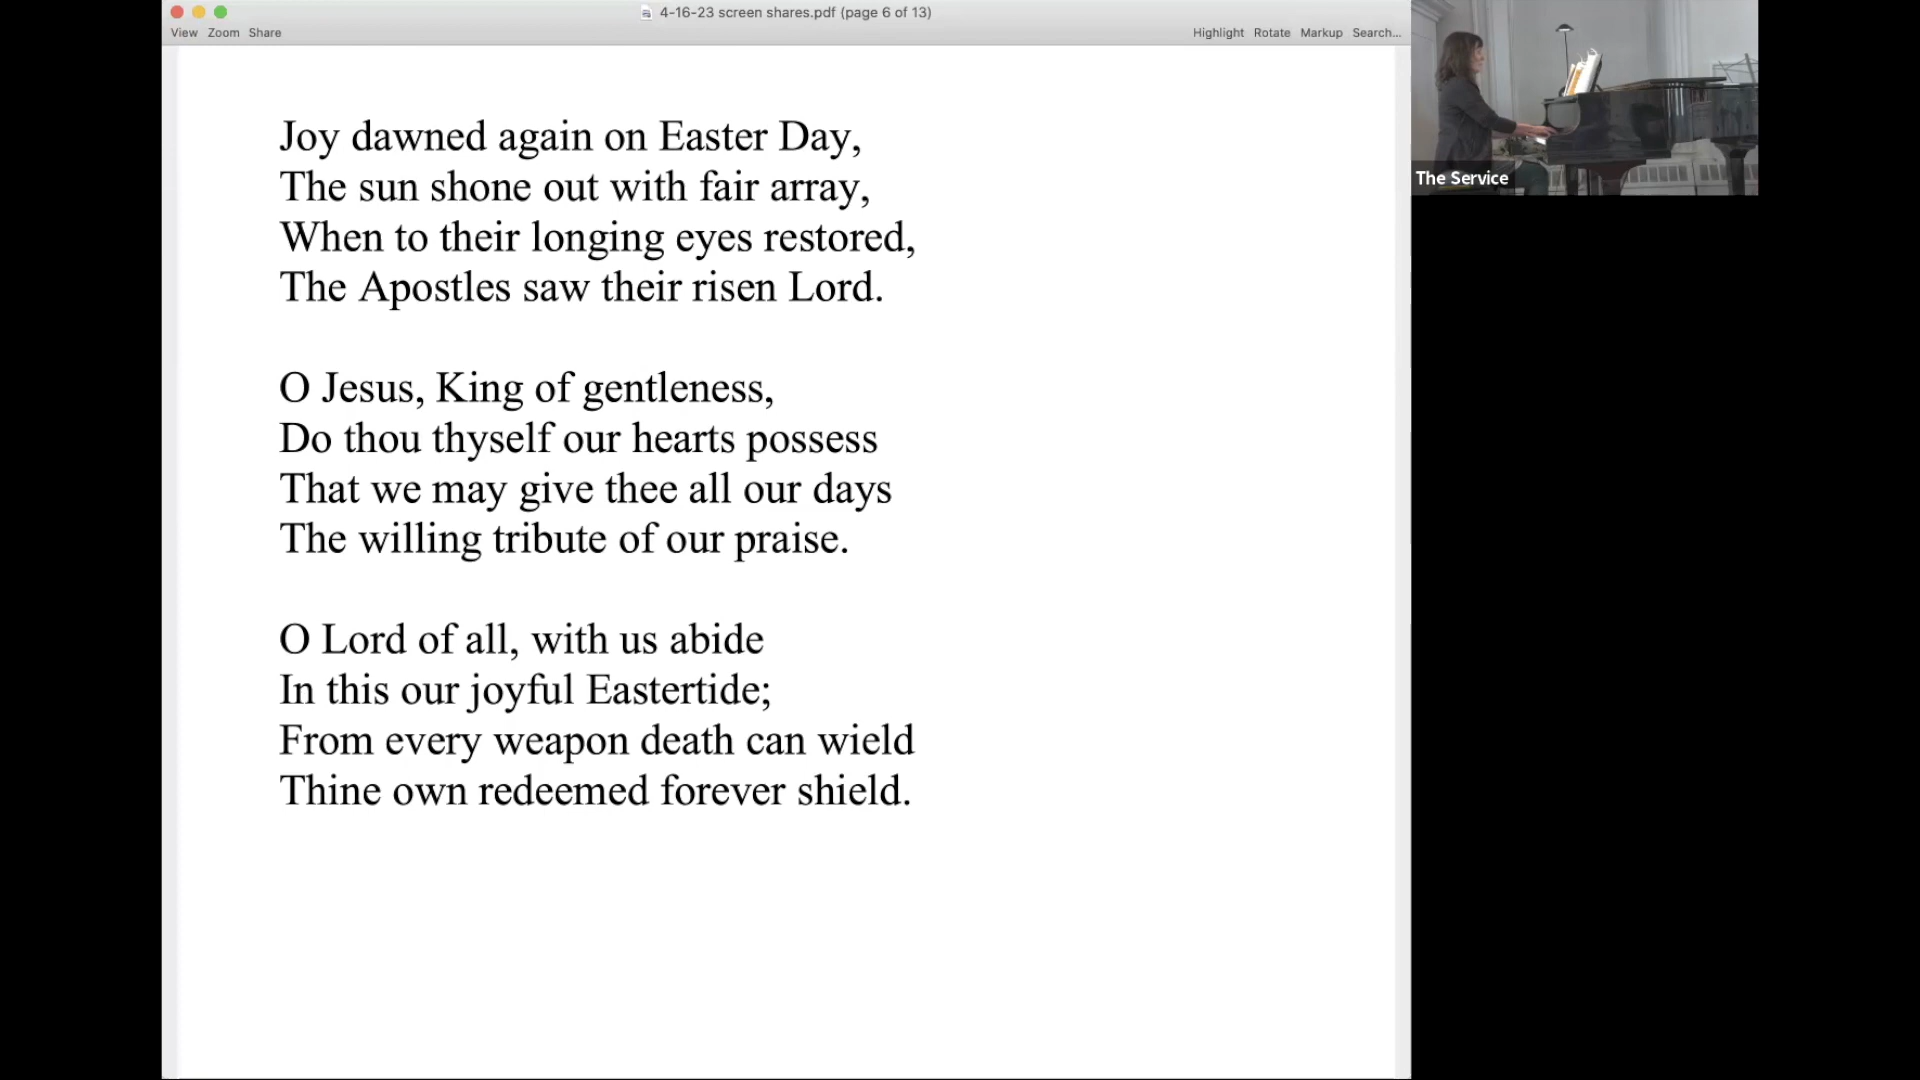 4-16-23 screen shares.pdf (page 6 of 13)
View Zoom Share
Highlight Rotate Markup Search...
Joy dawned again on Easter Day,
The sun shone out with fair array,
When to their longing eyes restored,
The Apostles saw their risen Lord.
O Jesus, King of gentleness,
Do thou thyself our hearts possess
That we may give thee all our days
The willing tribute of our praise.
O Lord of all, with us abide
In this our joyful Eastertide;
From every weapon death can wield
Thine own redeemed forever shield.
The Service